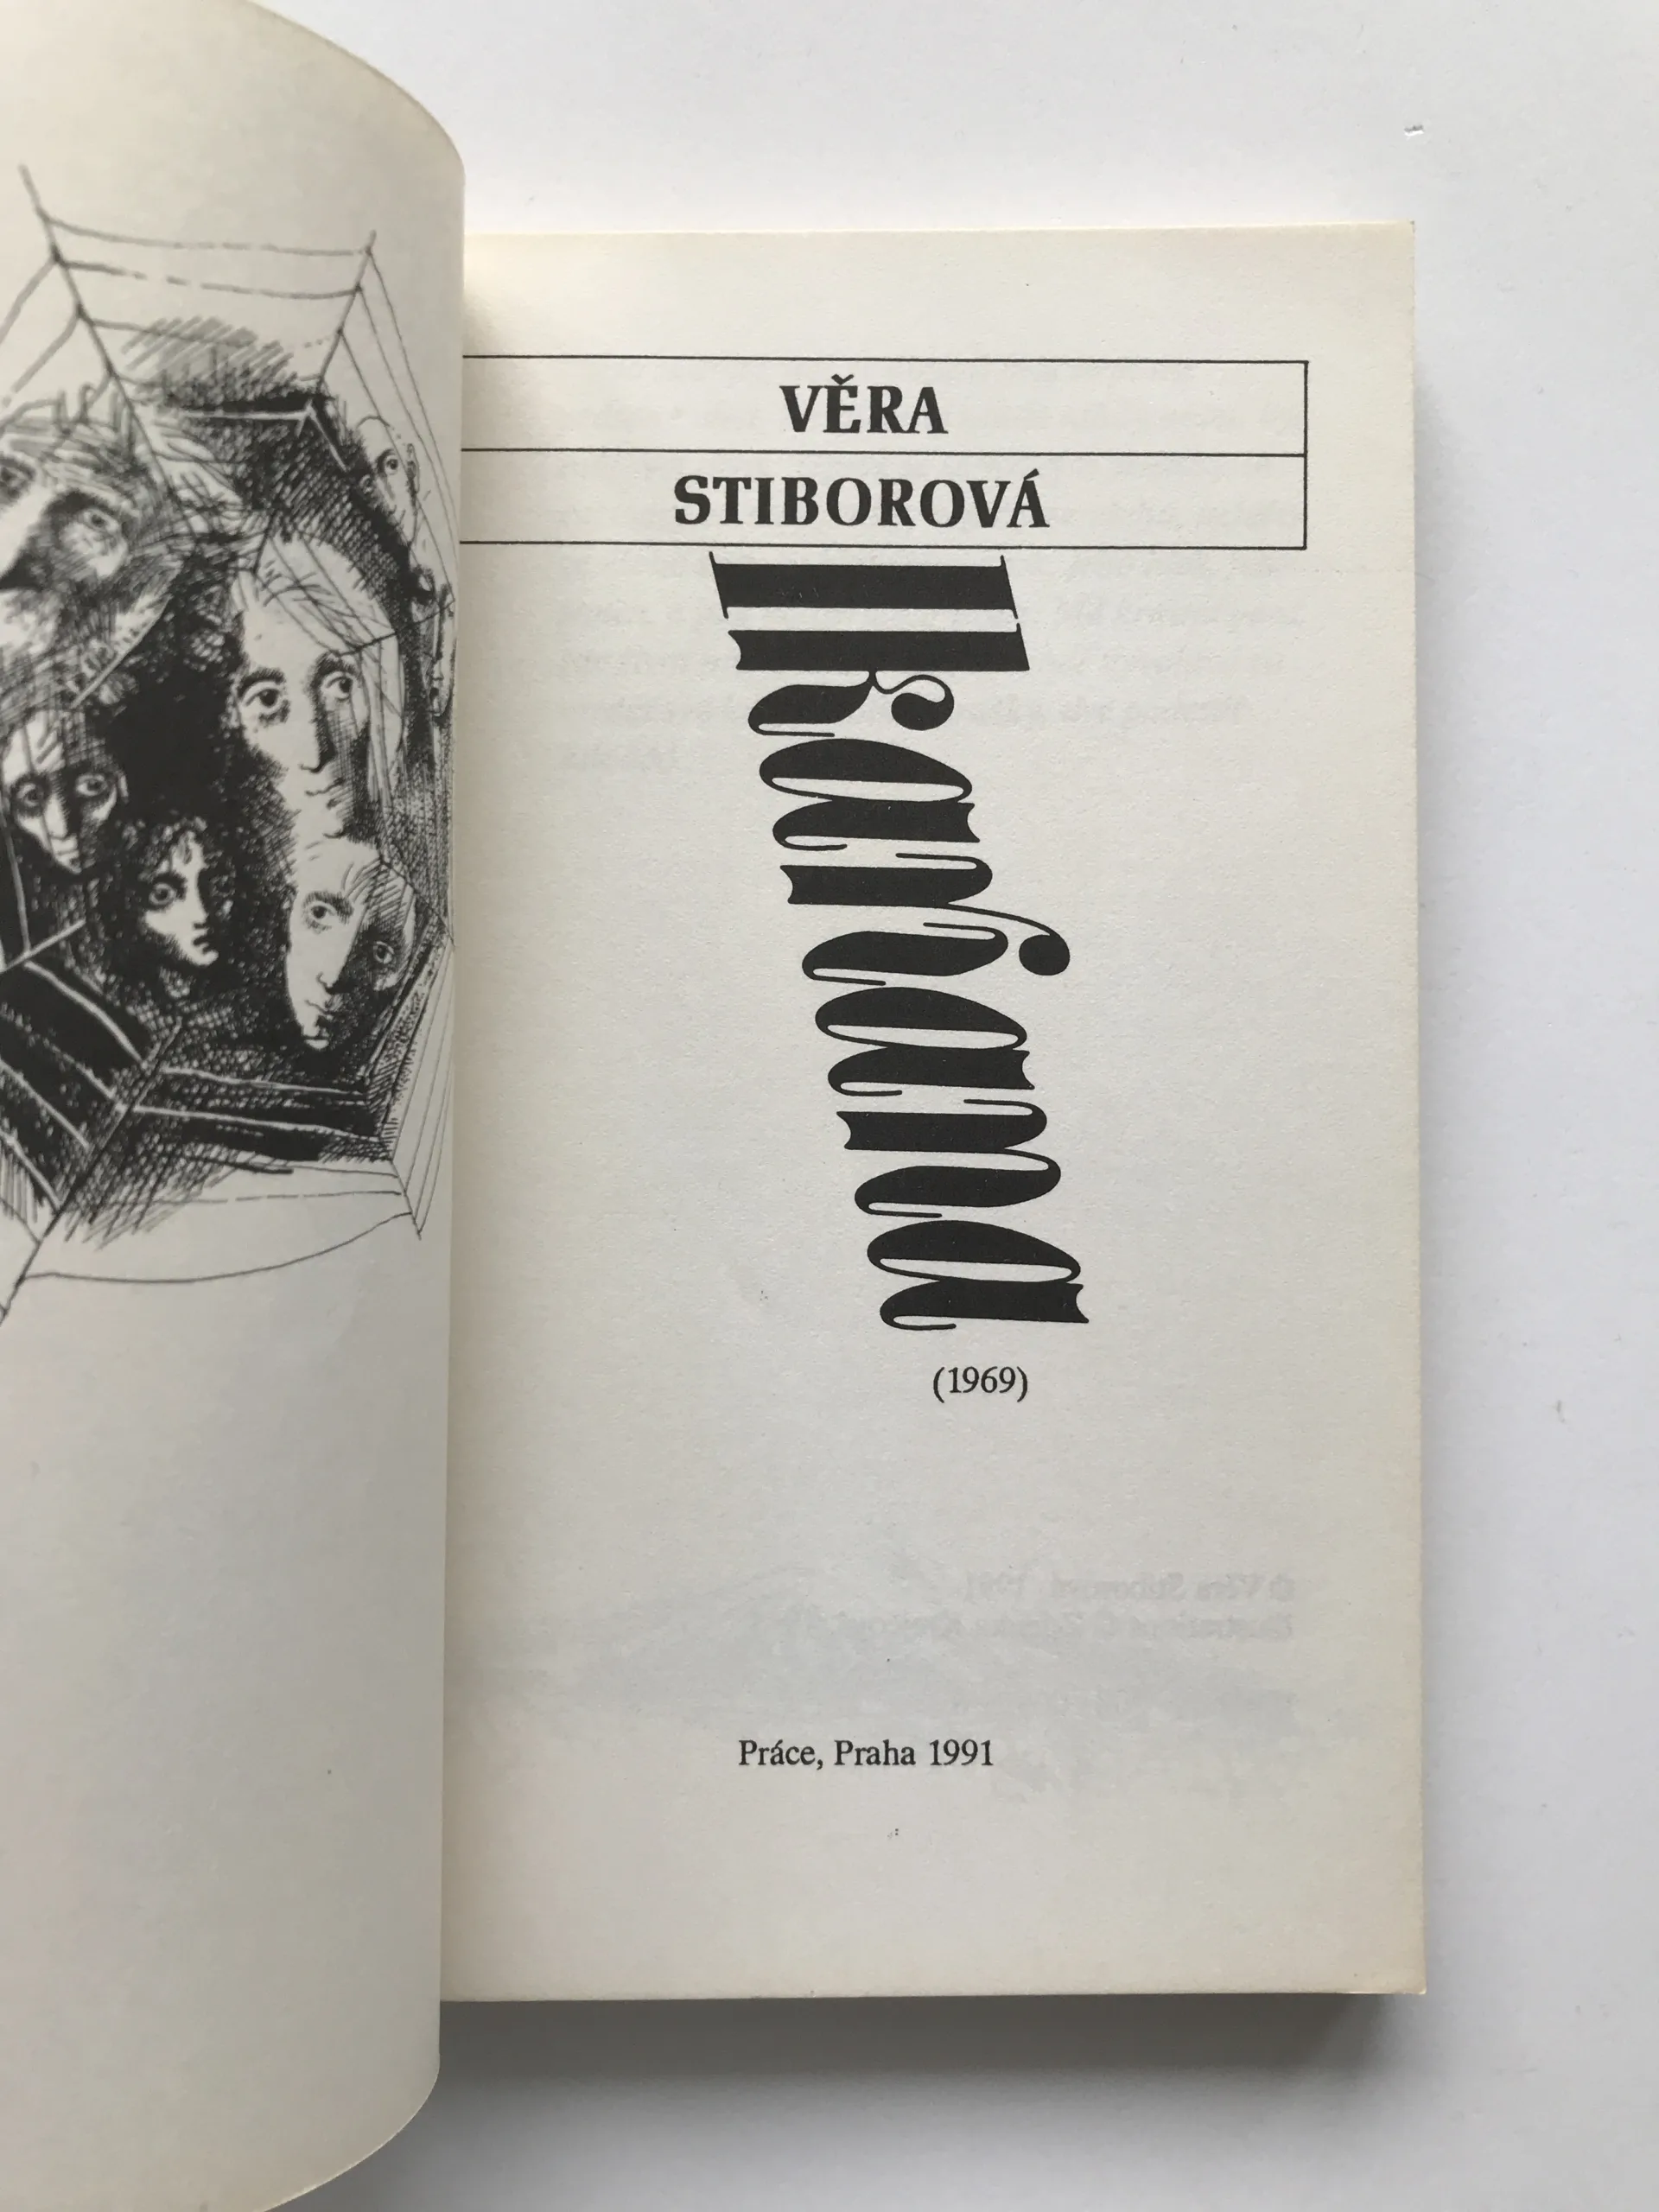 VĚRA
STIBOROVÁ
Ikariana
(1969)
Práce, Praha 1991